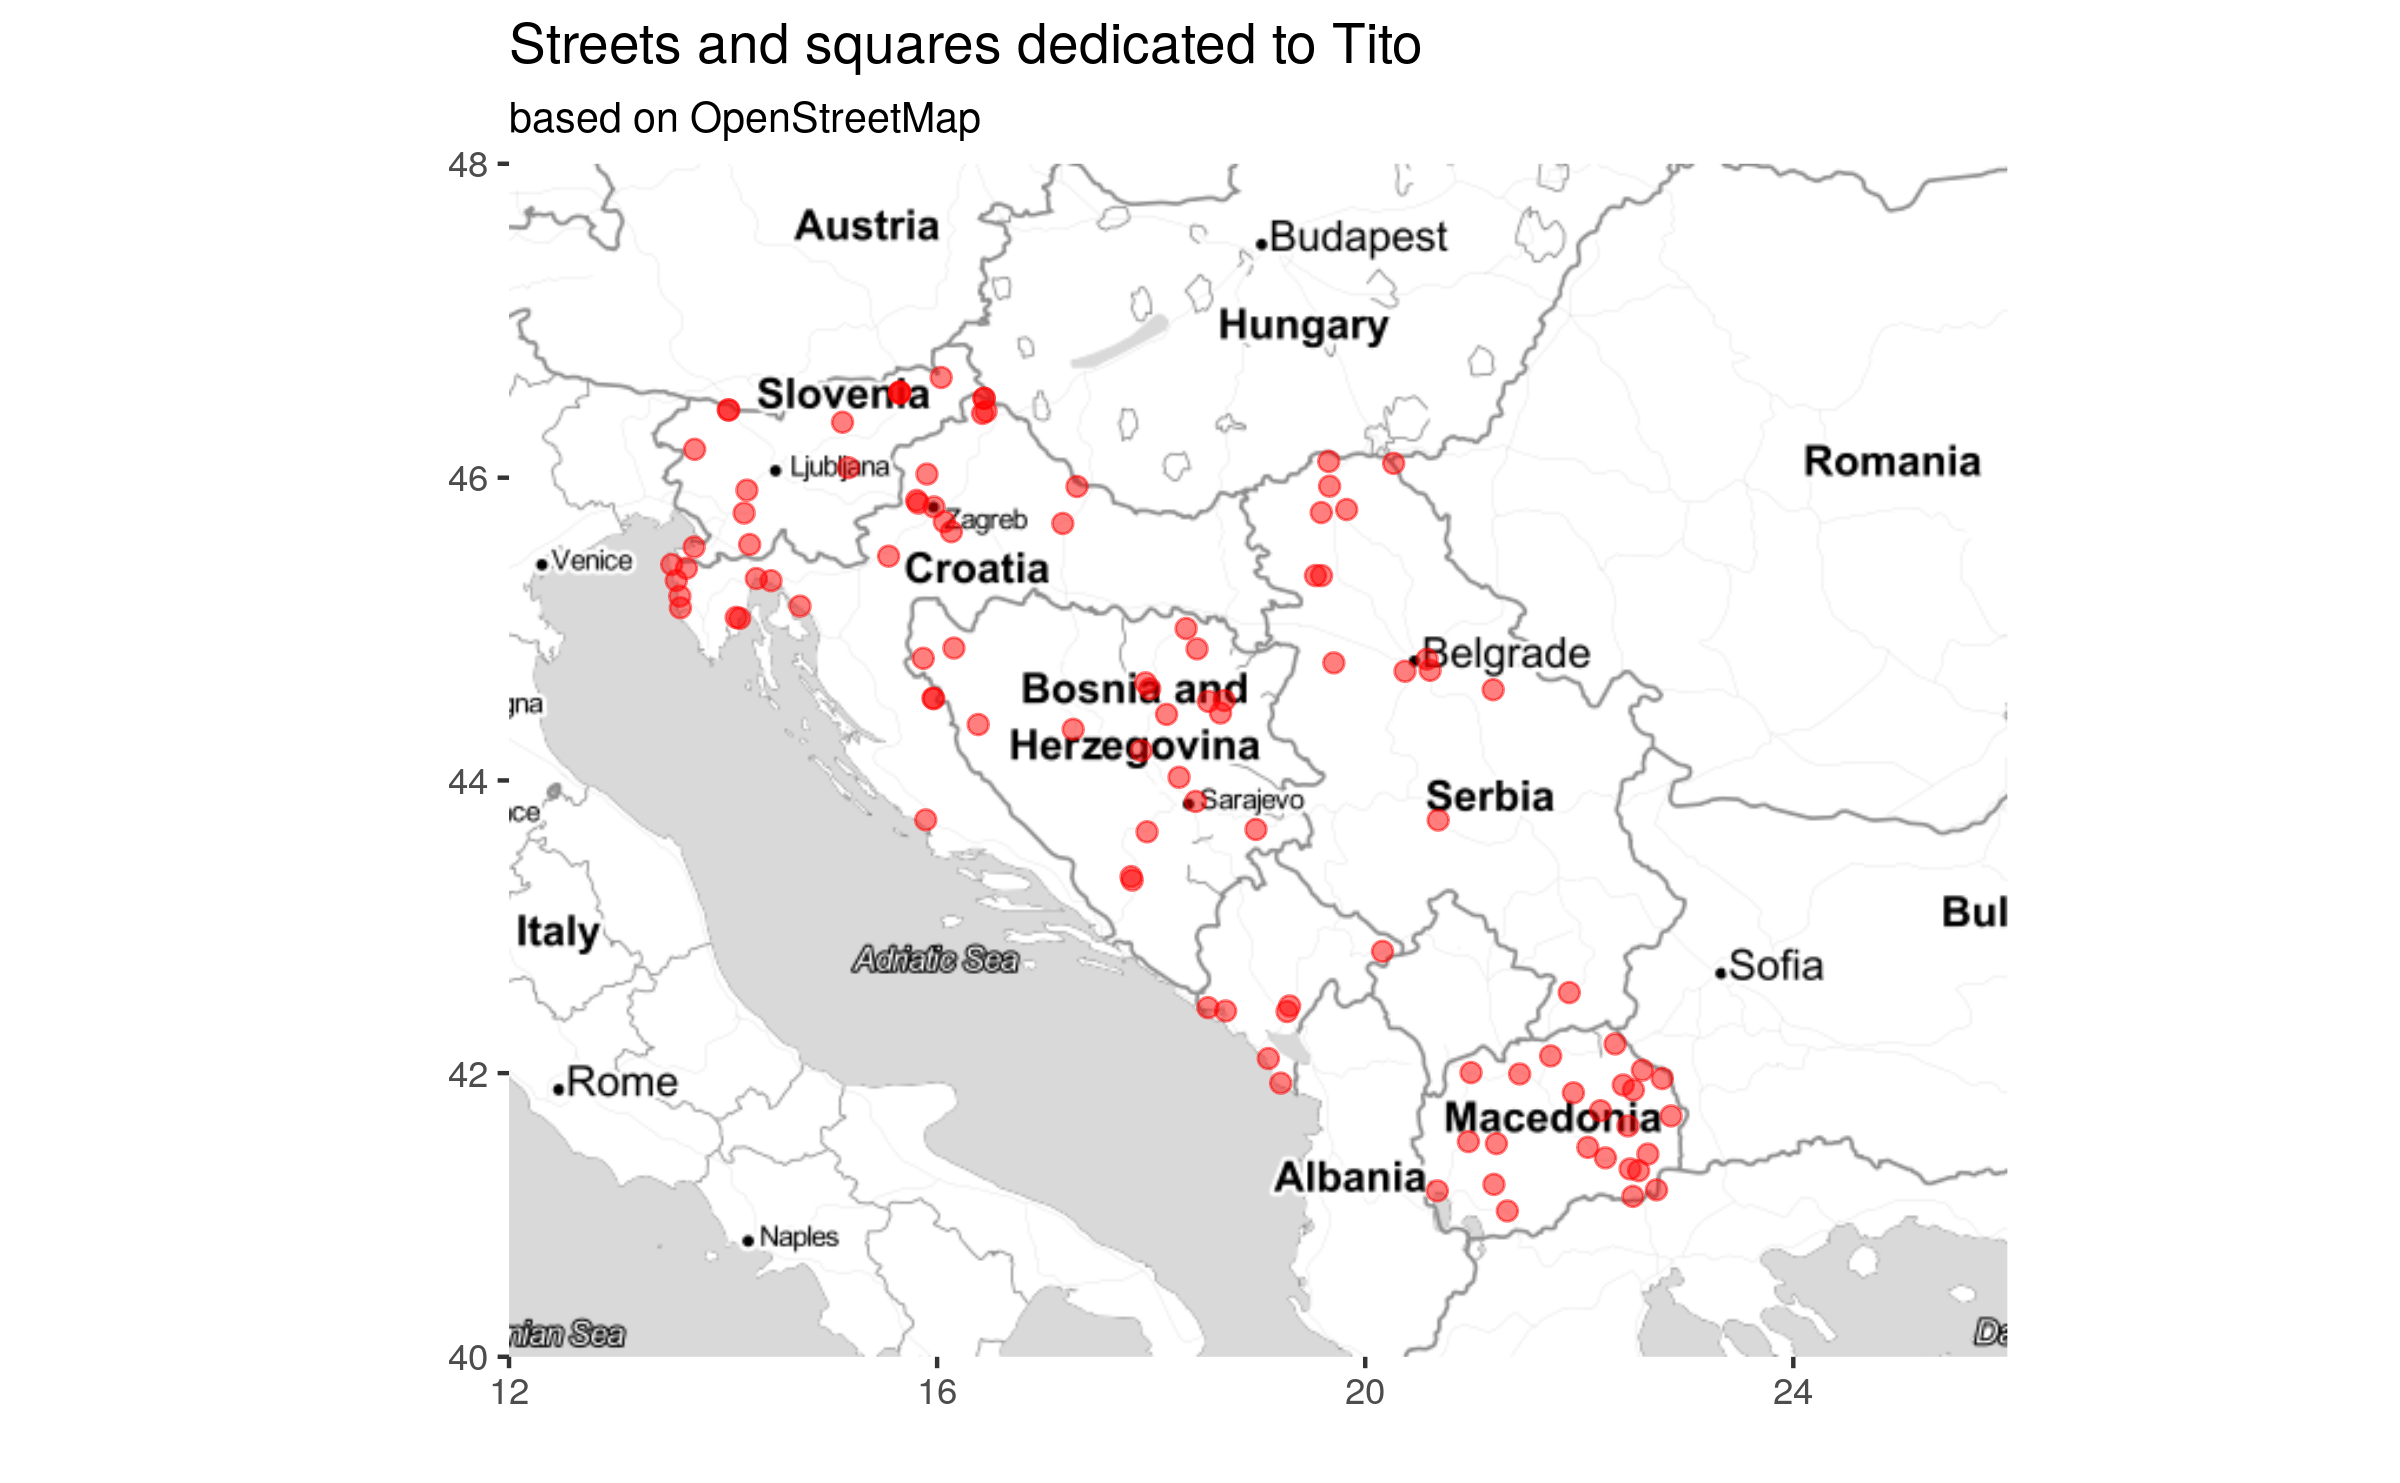 Streets and squares dedicated to Tito
based on OpenStreetMap
48
Austria
Budapest
Hungary
Slovenia
46
Ljubljana
Romania
Zagreb
Venice
Croatia
Belgrade
Bosnia and
Herzegovina
gna
44
Serbia
Sarajevo
ce
Italy
Bul
Adriatic Sea
Sofia
42
Rome
Macedonia
Albania
Naples
nian Sea
Da
40
12
16
20
24